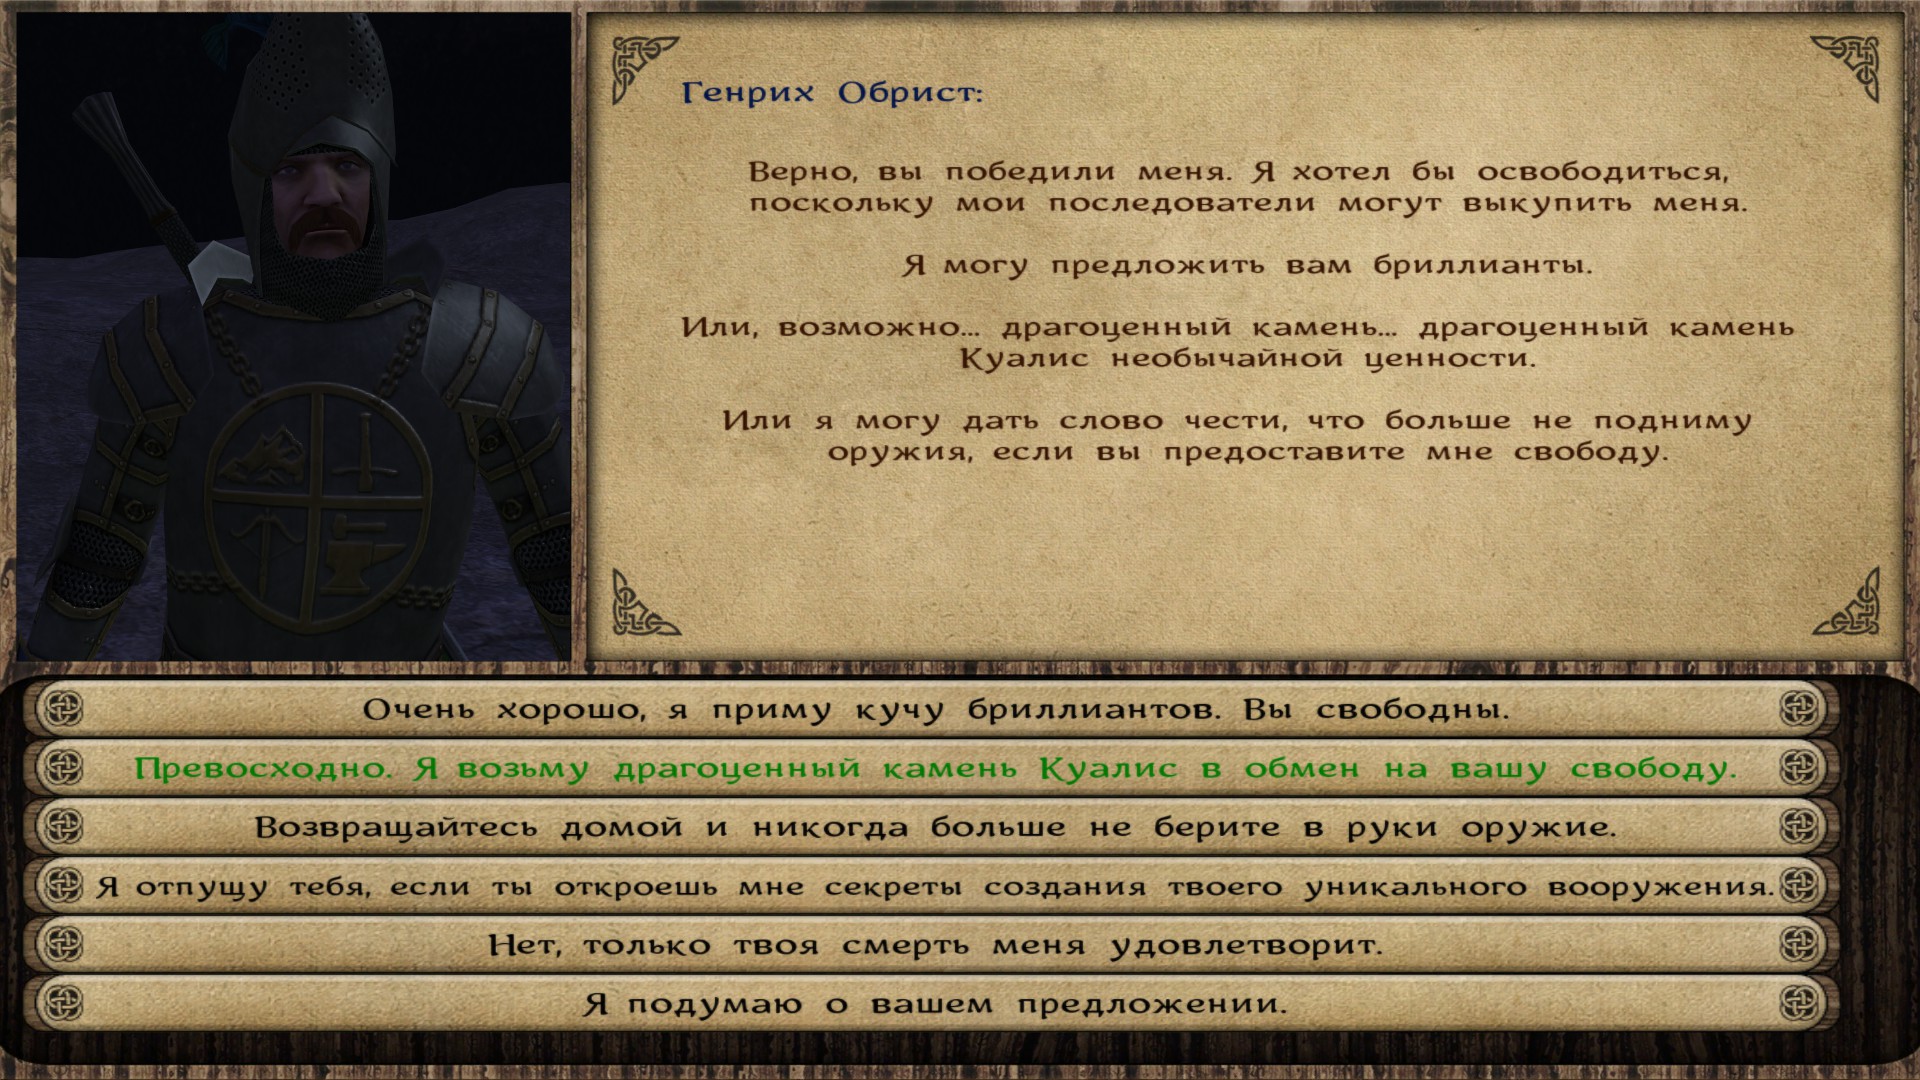 Генрих Обрист:
Верно, вы победили меня. Я хотел бы освободиться,
поскольку мои последователи могут выкупить меня.
Я могу предложить вам бриллианты.
Или, возможно... драгоценный камень... драгоценный камень
Куалис необычайной ценности.
Или я могу дать слово чести, что больше не подниму
оружия, если вы предоставите мне свободу.
Очень хорошо, я приму кучу бриллиантов. Вы свободны.
Превосходно. Я возьму драгоценный камень Куалис в обмен на вашу свободу.
Возвращайтесь домой и никогда больше не берите в руки оружие.
Я отпущу тебя, если ты откроешь мне секреты создания твоего уникального вооружения.
Нет, только твоя смерть меня удовлетворит.
Я подумаю о вашем предложении.